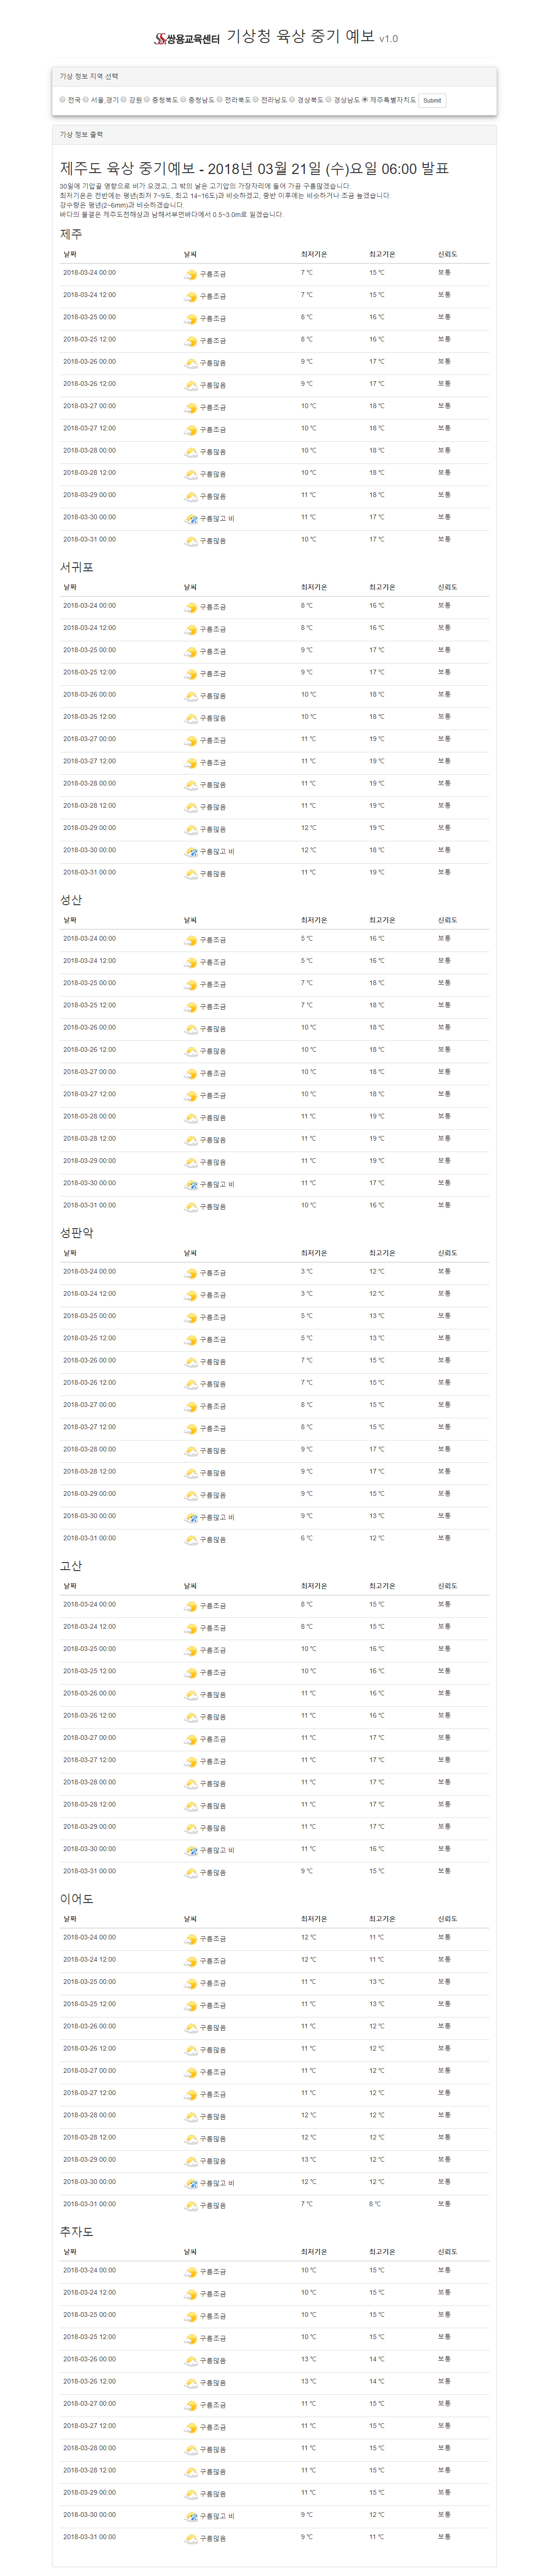 쌍용교육센터 기상청 육상 중기 예보 v1.0
기상 정보 지역 선택
전국 서울,경기 강원 충청북도 충청남도 전라북도 전라남도 경상북도 경상남도 제주특별자치도 Submit
기상 정보 출력
제주도 육상 중기예보 - 2018년 03월 21일 (수)요일 06:00 발표
30일에 기압골 영향으로 비가 오겠고, 그 밖의 날은 고기압의 가장자리에 들어 가끔 구름많겠습니다.
최저기온은 전반에는 평년(최저 7~9도, 최고 14~16도)과 비슷하겠고, 중반 이후에는 비슷하거나 조금 높겠습니다.
강수량은 평년(2~6mm)과 비슷하겠습니다.
바다의 물결은 제주도전해상과 남해서부먼바다에서 0.5~3.0m로 일겠습니다.
제주
날짜 날씨 최저기온 최고기온 신뢰도
2018-03-24 00:00 구름조금 7 ℃ 15 ℃ 보통
2018-03-24 12:00 구름조금 7 ℃ 15 ℃ 보통
2018-03-25 00:00 구름조금 8 ℃ 16 ℃ 보통
2018-03-25 12:00 구름조금 8 ℃ 16 ℃ 보통
2018-03-26 00:00 구름많음 9 ℃ 17 ℃ 보통
2018-03-26 12:00 구름많음 9 ℃ 17 ℃ 보통
2018-03-27 00:00 구름조금 10 ℃ 18 ℃ 보통
2018-03-27 12:00 구름조금 10 ℃ 18 ℃ 보통
2018-03-28 00:00 구름많음 10 ℃ 18 ℃ 보통
2018-03-28 12:00 구름많음 10 ℃ 18 ℃ 보통
2018-03-29 00:00 구름많음 11 ℃ 18 ℃ 보통
2018-03-30 00:00 구름많고 비 11 ℃ 17 ℃ 보통
2018-03-31 00:00 구름많음 10 ℃ 17 ℃ 보통
서귀포
날짜 날씨 최저기온 최고기온 신뢰도
2018-03-24 00:00 구름조금 8 ℃ 16 ℃ 보통
2018-03-24 12:00 구름조금 8 ℃ 16 ℃ 보통
2018-03-25 00:00 구름조금 9 ℃ 17 ℃ 보통
2018-03-25 12:00 구름조금 9 ℃ 17 ℃ 보통
2018-03-26 00:00 구름많음 10 ℃ 18 ℃ 보통
2018-03-26 12:00 구름많음 10 ℃ 18 ℃ 보통
2018-03-27 00:00 구름조금 11 ℃ 19 ℃ 보통
2018-03-27 12:00 구름조금 11 ℃ 19 ℃ 보통
2018-03-28 00:00 구름많음 11 ℃ 19 ℃ 보통
2018-03-28 12:00 구름많음 11 ℃ 19 ℃ 보통
2018-03-29 00:00 구름많음 12 ℃ 19 ℃ 보통
2018-03-30 00:00 구름많고 비 12 ℃ 18 ℃ 보통
2018-03-31 00:00 구름많음 11 ℃ 19 ℃ 보통
성산
날짜 날씨 최저기온 최고기온 신뢰도
2018-03-24 00:00 구름조금 5 ℃ 16 ℃ 보통
2018-03-24 12:00 구름조금 5 ℃ 16 ℃ 보통
2018-03-25 00:00 구름조금 7 ℃ 18 ℃ 보통
2018-03-25 12:00 구름조금 7 ℃ 18 ℃ 보통
2018-03-26 00:00 구름많음 10 ℃ 18 ℃ 보통
2018-03-26 12:00 구름많음 10 ℃ 18 ℃ 보통
2018-03-27 00:00 구름조금 10 ℃ 18 ℃ 보통
2018-03-27 12:00 구름조금 10 ℃ 18 ℃ 보통
2018-03-28 00:00 구름많음 11 ℃ 19 ℃ 보통
2018-03-28 12:00 구름많음 11 ℃ 19 ℃ 보통
2018-03-29 00:00 구름많음 11 ℃ 19 ℃ 보통
2018-03-30 00:00 구름많고 비 11 ℃ 17 ℃ 보통
2018-03-31 00:00 구름많음 10 ℃ 16 ℃ 보통
성판악
날짜 날씨 최저기온 최고기온 신뢰도
2018-03-24 00:00 구름조금 3 ℃ 12 ℃ 보통
2018-03-24 12:00 구름조금 3 ℃ 12 ℃ 보통
2018-03-25 00:00 구름조금 5 ℃ 13 ℃ 보통
2018-03-25 12:00 구름조금 5 ℃ 13 ℃ 보통
2018-03-26 00:00 구름많음 7 ℃ 15 ℃ 보통
2018-03-26 12:00 구름많음 7 ℃ 15 ℃ 보통
2018-03-27 00:00 구름조금 8 ℃ 15 ℃ 보통
2018-03-27 12:00 구름조금 8 ℃ 15 ℃ 보통
2018-03-28 00:00 구름많음 9 ℃ 17 ℃ 보통
2018-03-28 12:00 구름많음 9 ℃ 17 ℃ 보통
2018-03-29 00:00 구름많음 9 ℃ 15 ℃ 보통
2018-03-30 00:00 구름많고 비 9 ℃ 13 ℃ 보통
2018-03-31 00:00 구름많음 6 ℃ 12 ℃ 보통
고산
날짜 날씨 최저기온 최고기온 신뢰도
2018-03-24 00:00 구름조금 8 ℃ 15 ℃ 보통
2018-03-24 12:00 구름조금 8 ℃ 15 ℃ 보통
2018-03-25 00:00 구름조금 10 ℃ 16 ℃ 보통
2018-03-25 12:00 구름조금 10 ℃ 16 ℃ 보통
2018-03-26 00:00 구름많음 11 ℃ 16 ℃ 보통
2018-03-26 12:00 구름많음 11 ℃ 16 ℃ 보통
2018-03-27 00:00 구름조금 11 ℃ 17 ℃ 보통
2018-03-27 12:00 구름조금 11 ℃ 17 ℃ 보통
2018-03-28 00:00 구름많음 11 ℃ 17 ℃ 보통
2018-03-28 12:00 구름많음 11 ℃ 17 ℃ 보통
2018-03-29 00:00 구름많음 11 ℃ 17 ℃ 보통
2018-03-30 00:00 구름많고 비 11 ℃ 16 ℃ 보통
2018-03-31 00:00 구름많음 9 ℃ 15 ℃ 보통
이어도
날짜 날씨 최저기온 최고기온 신뢰도
2018-03-24 00:00 구름조금 12 ℃ 11 ℃ 보통
2018-03-24 12:00 구름조금 12 ℃ 11 ℃ 보통
2018-03-25 00:00 구름조금 11 ℃ 13 ℃ 보통
2018-03-25 12:00 구름조금 11 ℃ 13 ℃ 보통
2018-03-26 00:00 구름많음 11 ℃ 12 ℃ 보통
2018-03-26 12:00 구름많음 11 ℃ 12 ℃ 보통
2018-03-27 00:00 구름조금 11 ℃ 12 ℃ 보통
2018-03-27 12:00 구름조금 11 ℃ 12 ℃ 보통
2018-03-28 00:00 구름많음 12 ℃ 12 ℃ 보통
2018-03-28 12:00 구름많음 12 ℃ 12 ℃ 보통
2018-03-29 00:00 구름많음 13 ℃ 12 ℃ 보통
2018-03-30 00:00 구름많고 비 12 ℃ 12 ℃ 보통
2018-03-31 00:00 구름많음 7 ℃ 8 ℃ 보통
추자도
날짜 날씨 최저기온 최고기온 신뢰도
2018-03-24 00:00 구름조금 10 ℃ 15 ℃ 보통
2018-03-24 12:00 구름조금 10 ℃ 15 ℃ 보통
2018-03-25 00:00 구름조금 10 ℃ 15 ℃ 보통
2018-03-25 12:00 구름조금 10 ℃ 15 ℃ 보통
2018-03-26 00:00 구름많음 13 ℃ 14 ℃ 보통
2018-03-26 12:00 구름많음 13 ℃ 14 ℃ 보통
2018-03-27 00:00 구름조금 11 ℃ 15 ℃ 보통
2018-03-27 12:00 구름조금 11 ℃ 15 ℃ 보통
2018-03-28 00:00 구름많음 11 ℃ 15 ℃ 보통
2018-03-28 12:00 구름많음 11 ℃ 15 ℃ 보통
2018-03-29 00:00 구름많음 11 ℃ 15 ℃ 보통
2018-03-30 00:00 구름많고 비 9 ℃ 12 ℃ 보통
2018-03-31 00:00 구름많음 9 ℃ 11 ℃ 보통